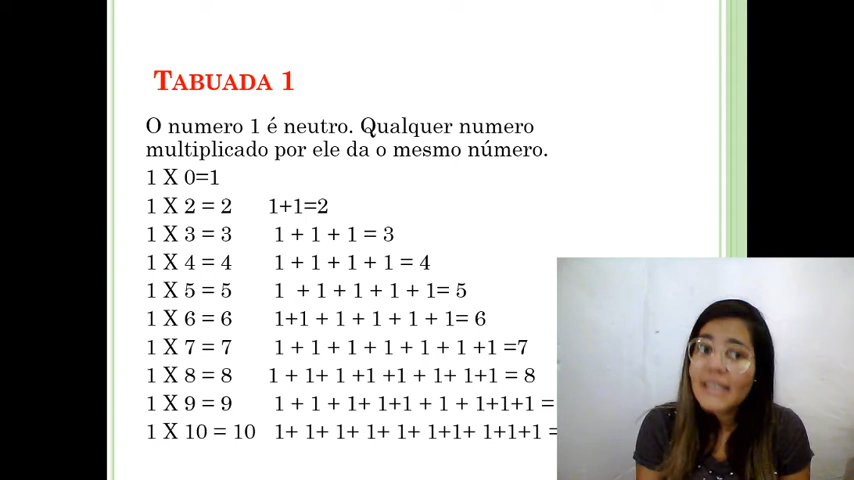 TABUADA 1
O numero 1 é neutro. Qualquer numero
multiplicado por ele da o mesmo número.
1 X 0=1
1 X 2 = 2 1+1=2
1 X 3 = 3 1 + 1 + 1 = 3
1 X 4 = 4 1 + 1 + 1 + 1 = 4
1 X 5 = 5 1 + 1 + 1 + 1 + 1= 5
1 X 6 = 6 1+1 + 1 + 1 + 1 + 1= 6
1 X 7 = 7 1 + 1 + 1 + 1 + 1 + 1 +1 =7
1 X 8 = 8 1 + 1+ 1 +1 +1 + 1+ 1+1 = 8
1 X 9 = 9 1 + 1 + 1+ 1+1 + 1 + 1+1+1 =
1 X 10 = 10 1+ 1+ 1+ 1+ 1+ 1+1+ 1+1+1 =